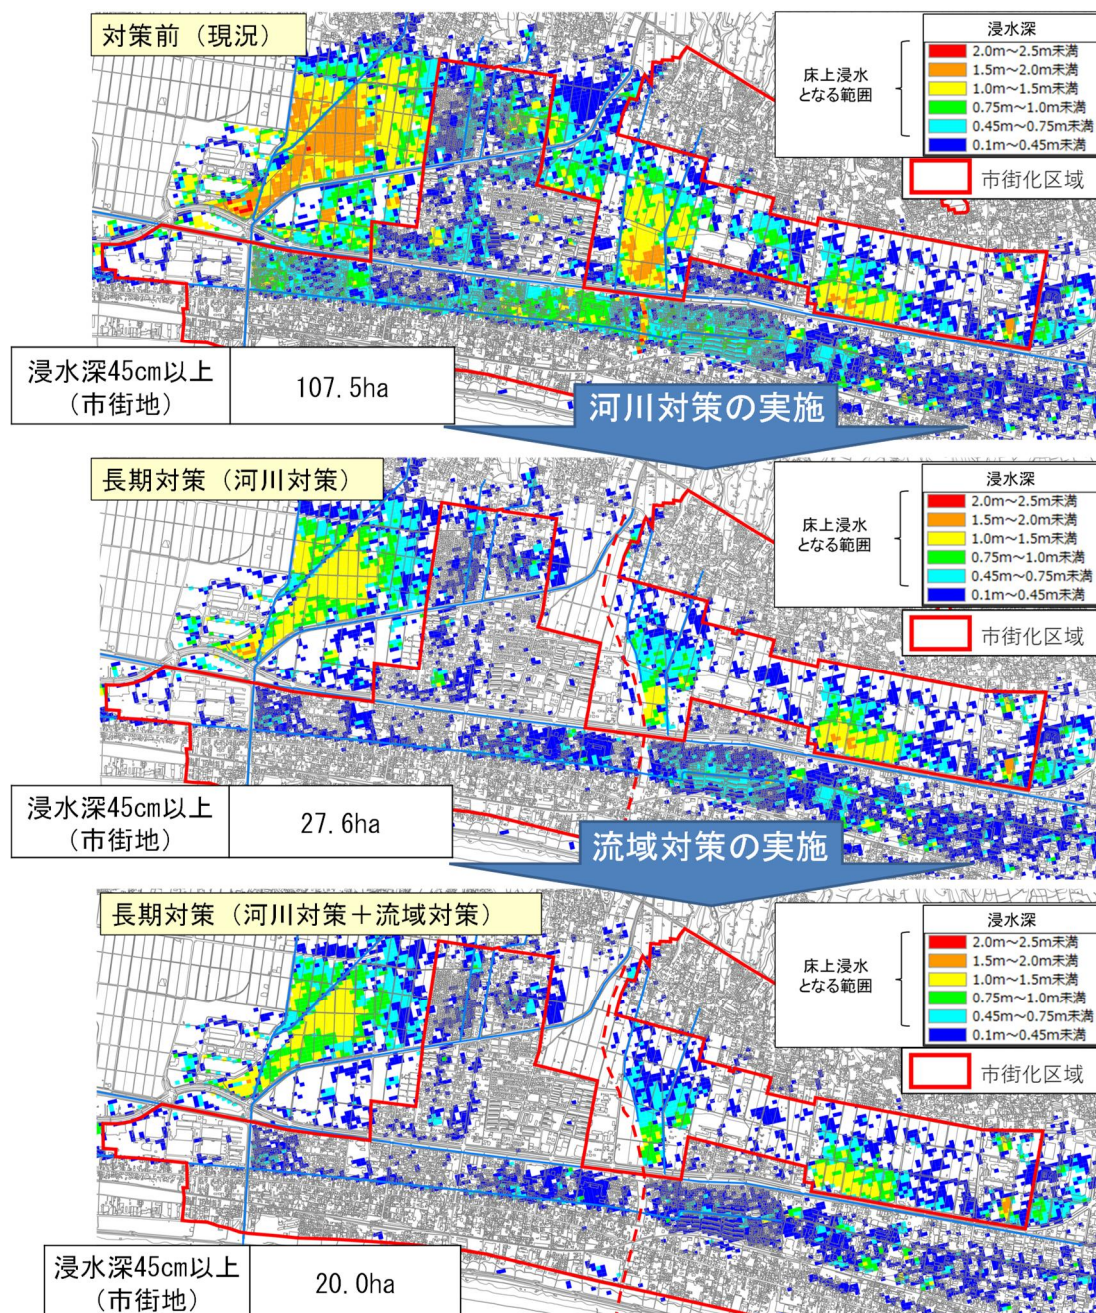 対策前（現況）
浸水深
床上浸水
となる範囲
2.0m～2.5m未満
1.5m～2.0m未満
1.0m～1.5m未満
0.75m～1.0m未満
0.45m～0.75m未満
0.1m～0.45m未満
市街化区域
浸水深45cm以上
（市街地）
107.5ha
河川対策の実施
長期対策（河川対策）
浸水深
床上浸水
となる範囲
2.0m～2.5m未満
1.5m～2.0m未満
1.0m～1.5m未満
0.75m～1.0m未満
0.45m～0.75m未満
0.1m～0.45m未満
市街化区域
浸水深45cm以上
（市街地）
27.6ha
流域対策の実施
長期対策（河川対策＋流域対策）
浸水深
床上浸水
となる範囲
2.0m～2.5m未満
1.5m～2.0m未満
1.0m～1.5m未満
0.75m～1.0m未満
0.45m～0.75m未満
0.1m～0.45m未満
市街化区域
浸水深45cm以上
（市街地）
20.0ha